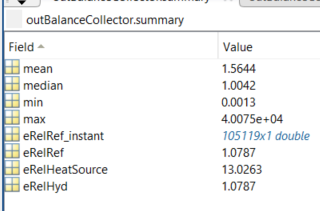 outBalanceCollector.summary
Field Value
mean 1.5644
median 1.0042
min 0.0013
max 4.0075e+04
eRelRef_instant 105119x1 double
eRelRef 1.0787
eRelHeatSource 13.0263
eRelHyd 1.0787